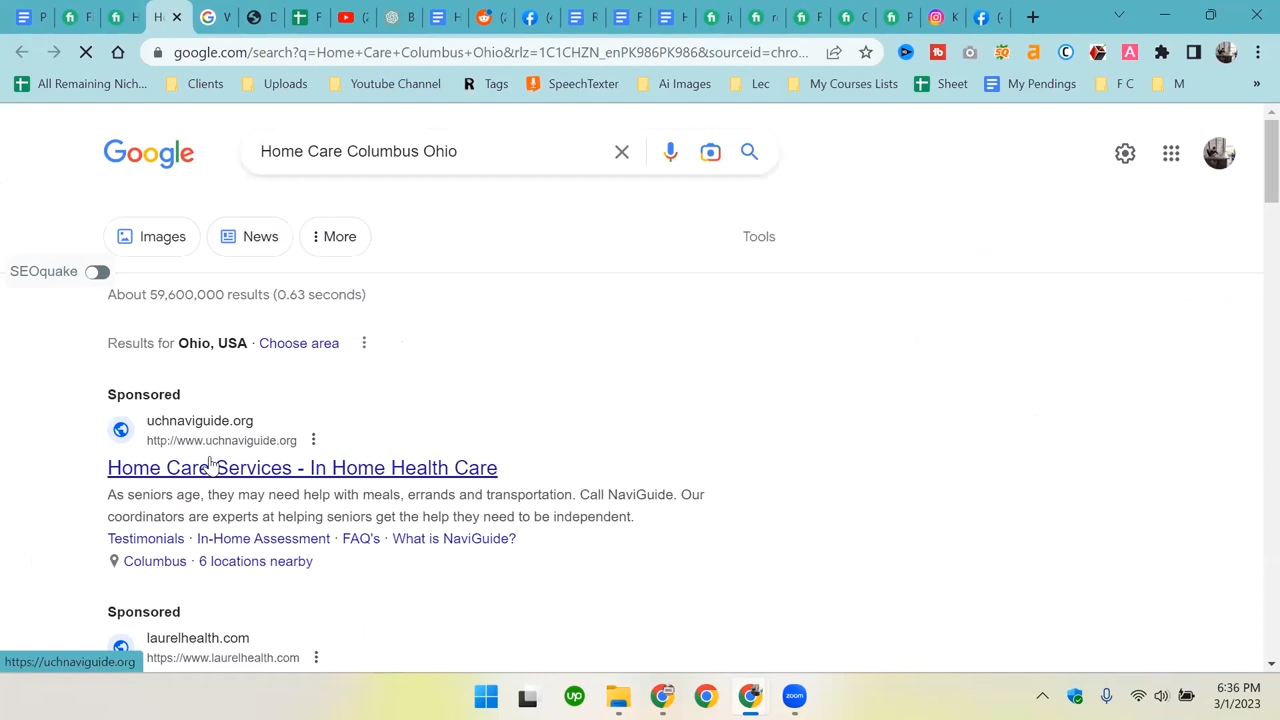 google.com/search?q=Home+Care+Columbus+Ohio&rlz=1C1CHZN_enPK986PK986&sourceid=chro...
All Remaining Nich...
Clients
Uploads
Youtube Channel
Tags
SpeechTexter
Ai Images
Lec
My Courses Lists
Sheet
My Pendings
F C
M
»
Google
Home Care Columbus Ohio
Images
News
More
Tools
SEOquake
About 59,600,000 results (0.63 seconds)
Results for Ohio, USA · Choose area
Sponsored
uchnaviguide.org
http://www.uchnaviguide.org
Home Care Services - In Home Health Care
As seniors age, they may need help with meals, errands and transportation. Call NaviGuide. Our
coordinators are experts at helping seniors get the help they need to be independent.
Testimonials · In-Home Assessment · FAQ's · What is NaviGuide?
Columbus · 6 locations nearby
Sponsored
laurelhealth.com
https://www.laurelhealth.com
https://uchnaviguide.org
up
zoom
6:36 PM
3/1/2023